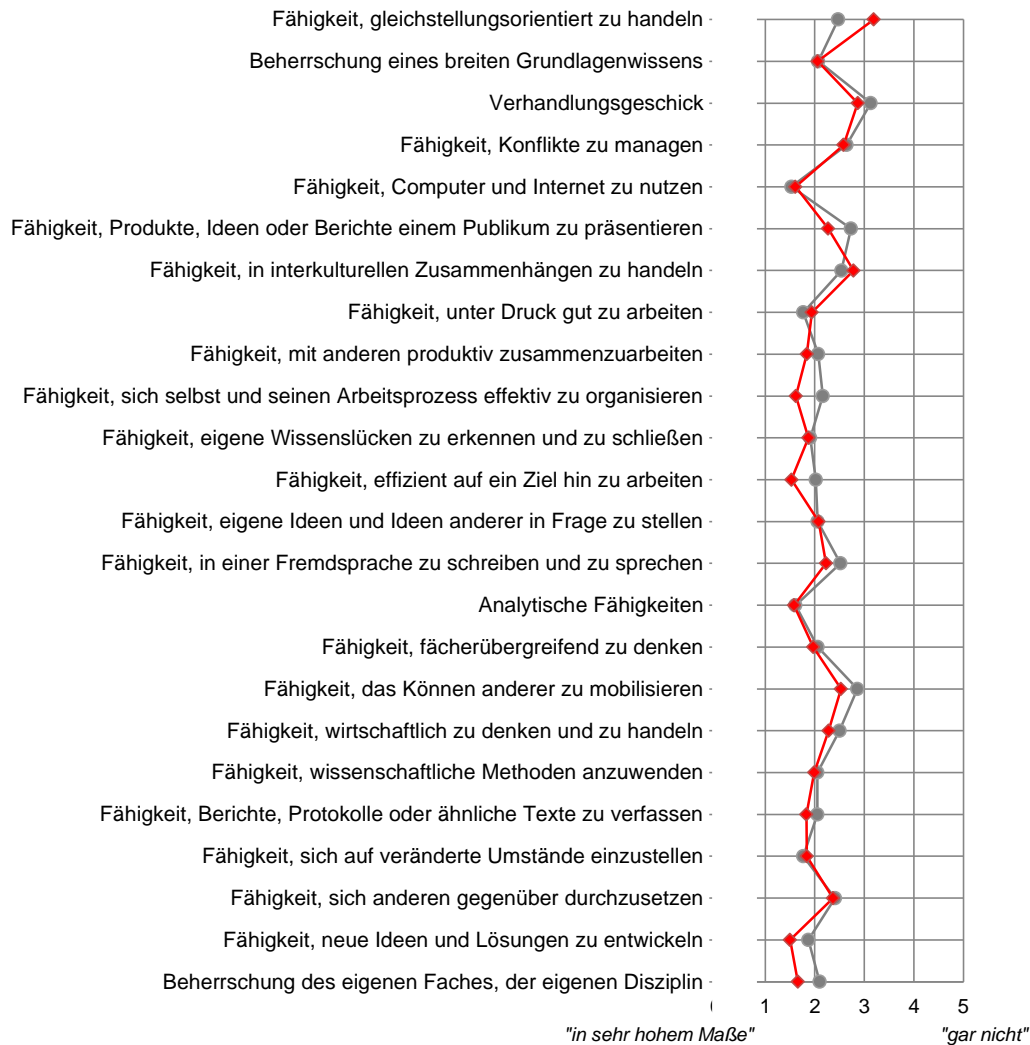 Fähigkeit, gleichstellungsorientiert zu handeln
Beherrschung eines breiten Grundlagenwissens
Verhandlungsgeschick
Fähigkeit, Konflikte zu managen
Fähigkeit, Computer und Internet zu nutzen
Fähigkeit, Produkte, Ideen oder Berichte einem Publikum zu präsentieren
Fähigkeit, in interkulturellen Zusammenhängen zu handeln
Fähigkeit, unter Druck gut zu arbeiten
Fähigkeit, mit anderen produktiv zusammenzuarbeiten
Fähigkeit, sich selbst und seinen Arbeitsprozess effektiv zu organisieren
Fähigkeit, eigene Wissenslücken zu erkennen und zu schließen
Fähigkeit, effizient auf ein Ziel hin zu arbeiten
Fähigkeit, eigene Ideen und Ideen anderer in Frage zu stellen
Fähigkeit, in einer Fremdsprache zu schreiben und zu sprechen
Analytische Fähigkeiten
Fähigkeit, fächerübergreifend zu denken
Fähigkeit, das Können anderer zu mobilisieren
Fähigkeit, wirtschaftlich zu denken und zu handeln
Fähigkeit, wissenschaftliche Methoden anzuwenden
Fähigkeit, Berichte, Protokolle oder ähnliche Texte zu verfassen
Fähigkeit, sich auf veränderte Umstände einzustellen
Fähigkeit, sich anderen gegenüber durchzusetzen
Fähigkeit, neue Ideen und Lösungen zu entwickeln
Beherrschung des eigenen Faches, der eigenen Disziplin
1 2 3 4 5
"in sehr hohem Maße" "gar nicht"